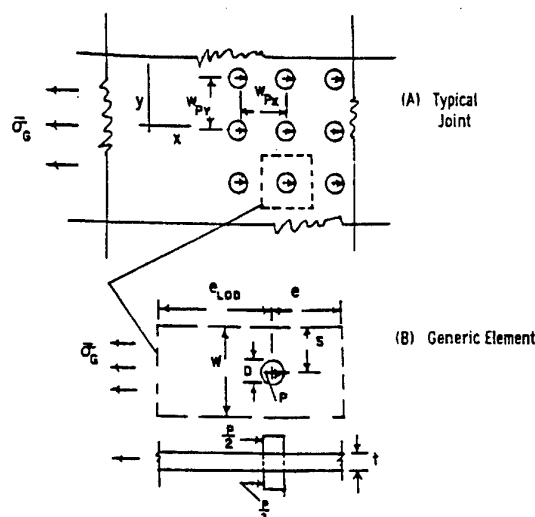 σ̄G
y
x
WPY
WPX
(A) Typical
Joint
eLOD
e
(B) Generic Element
σ̄G
W
D
S
P
P/2
t
P/2